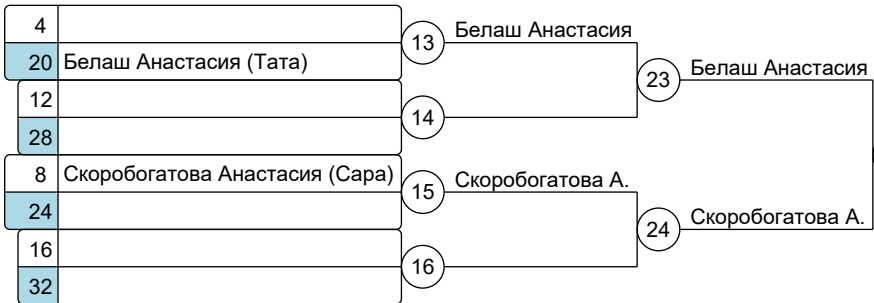 4
20 Белаш Анастасия (Тата)
12
28
8 Скоробогатова Анастасия (Сара)
24
16
32
13 Белаш Анастасия
14
15 Скоробогатова А.
16
23 Белаш Анастасия
24 Скоробогатова А.